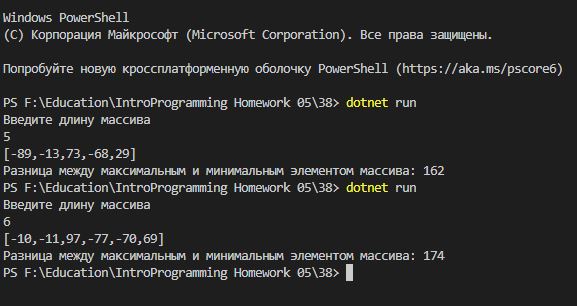 Windows PowerShell
(C) Корпорация Майкрософт (Microsoft Corporation). Все права защищены.
Попробуйте новую кроссплатформенную оболочку PowerShell (https://aka.ms/pscore6)
PS F:\Education\IntroPrograming Homework 05\38> dotnet run
Введите длину массива
5
[-89,-13,73,-68,29]
Разница между максимальным и минимальным элементом массива: 162
PS F:\Education\IntroPrograming Homework 05\38> dotnet run
Введите длину массива
6
[-10,-11,97,-77,-70,69]
Разница между максимальным и минимальным элементом массива: 174
PS F:\Education\IntroPrograming Homework 05\38>